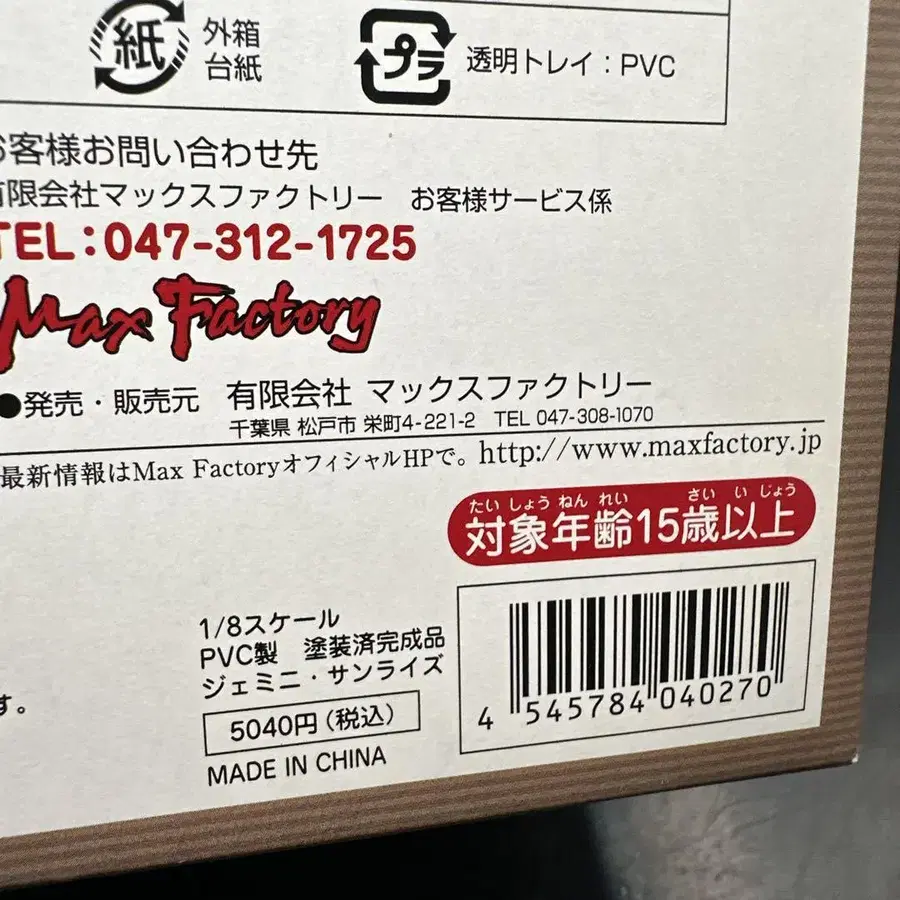 紙
外箱
台紙
プラ
透明トレイ：PVC
お客様お問い合わせ先
有限会社マックスファクトリー　お客様サービス係
TEL：047-312-1725
Max Factory
●発売・販売元　有限会社 マックスファクトリー
千葉県 松戸市 栄町4-221-2　TEL 047-308-1070
最新情報はMax FactoryオフィシャルHPで。http://www.maxfactory.jp
たい しょう ねん れい　さい い じょう
対象年齢15歳以上
1/8スケール
PVC製　塗装済完成品
ジェミニ・サンライズ
す。
5040円（税込）
MADE IN CHINA
4 545784 040270